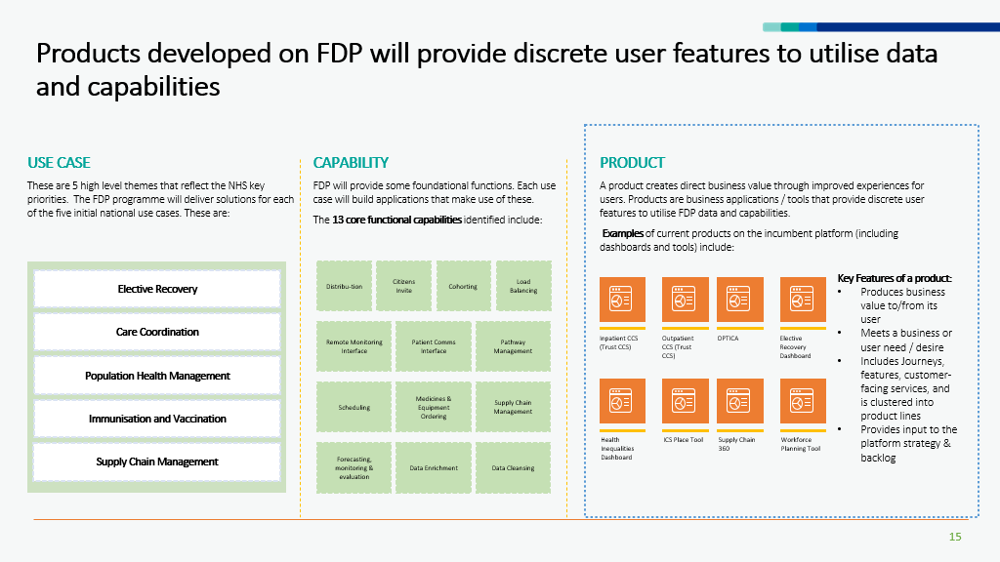 Products developed on FDP will provide discrete user features to utilise data
and capabilities
USE CASE
These are 5 high level themes that reflect the NHS key
priorities.  The FDP programme will deliver solutions for each
of the five initial national use cases. These are:
Elective Recovery
Care Coordination
Population Health Management
Immunisation and Vaccination
Supply Chain Management
CAPABILITY
FDP will provide some foundational functions. Each use
case will build applications that make use of these.
The 13 core functional capabilities identified include:
Distribu-tion
Citizens
Invite
Cohorting
Load
Balancing
Remote Monitoring
Interface
Patient Comms
Interface
Pathway
Management
Scheduling
Medicines &
Equipment
Ordering
Supply Chain
Management
Forecasting,
monitoring &
evaluation
Data Enrichment
Data Cleansing
PRODUCT
A product creates direct business value through improved experiences for
users. Products are business applications / tools that provide discrete user
features to utilise FDP data and capabilities.
Examples of current products on the incumbent platform (including
dashboards and tools) include:
Inpatient CCS
(Trust CCS)
Outpatient
CCS (Trust
CCS)
OPTICA
Elective
Recovery
Dashboard
Health
Inequalities
Dashboard
ICS Place Tool
Supply Chain
360
Workforce
Planning Tool
Key Features of a product:
• Produces business
value to/from its
user
• Meets a business or
user need / desire
• Includes Journeys,
features, customer-
facing services, and
is clustered into
product lines
• Provides input to the
platform strategy &
backlog
15